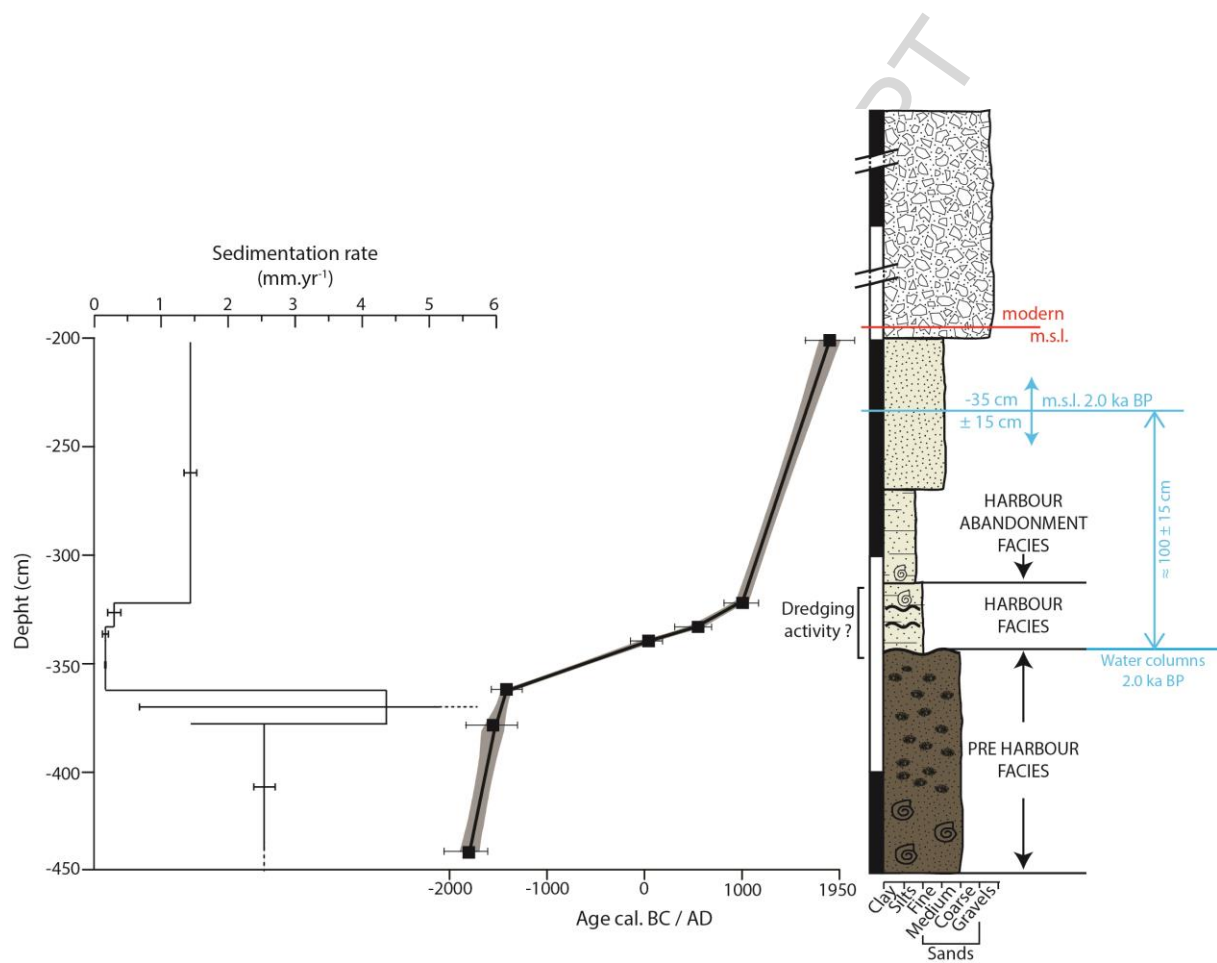 PT
Sedimentation rate
(mm.yr-1)
0 1 2 3 4 5 6
Depht (cm)
-200
-250
-300
-350
-400
-450
-2000 -1000 0 1000 1950
Age cal. BC / AD
modern
m.s.l.
-35 cm
± 15 cm
m.s.l. 2.0 ka BP
≈ 100 ± 15 cm
HARBOUR
ABANDONMENT
FACIES
Dredging
activity ?
HARBOUR
FACIES
Water columns
2.0 ka BP
PRE HARBOUR
FACIES
Clay
Silts
Fine
Medium
Coarse
Gravels
Sands